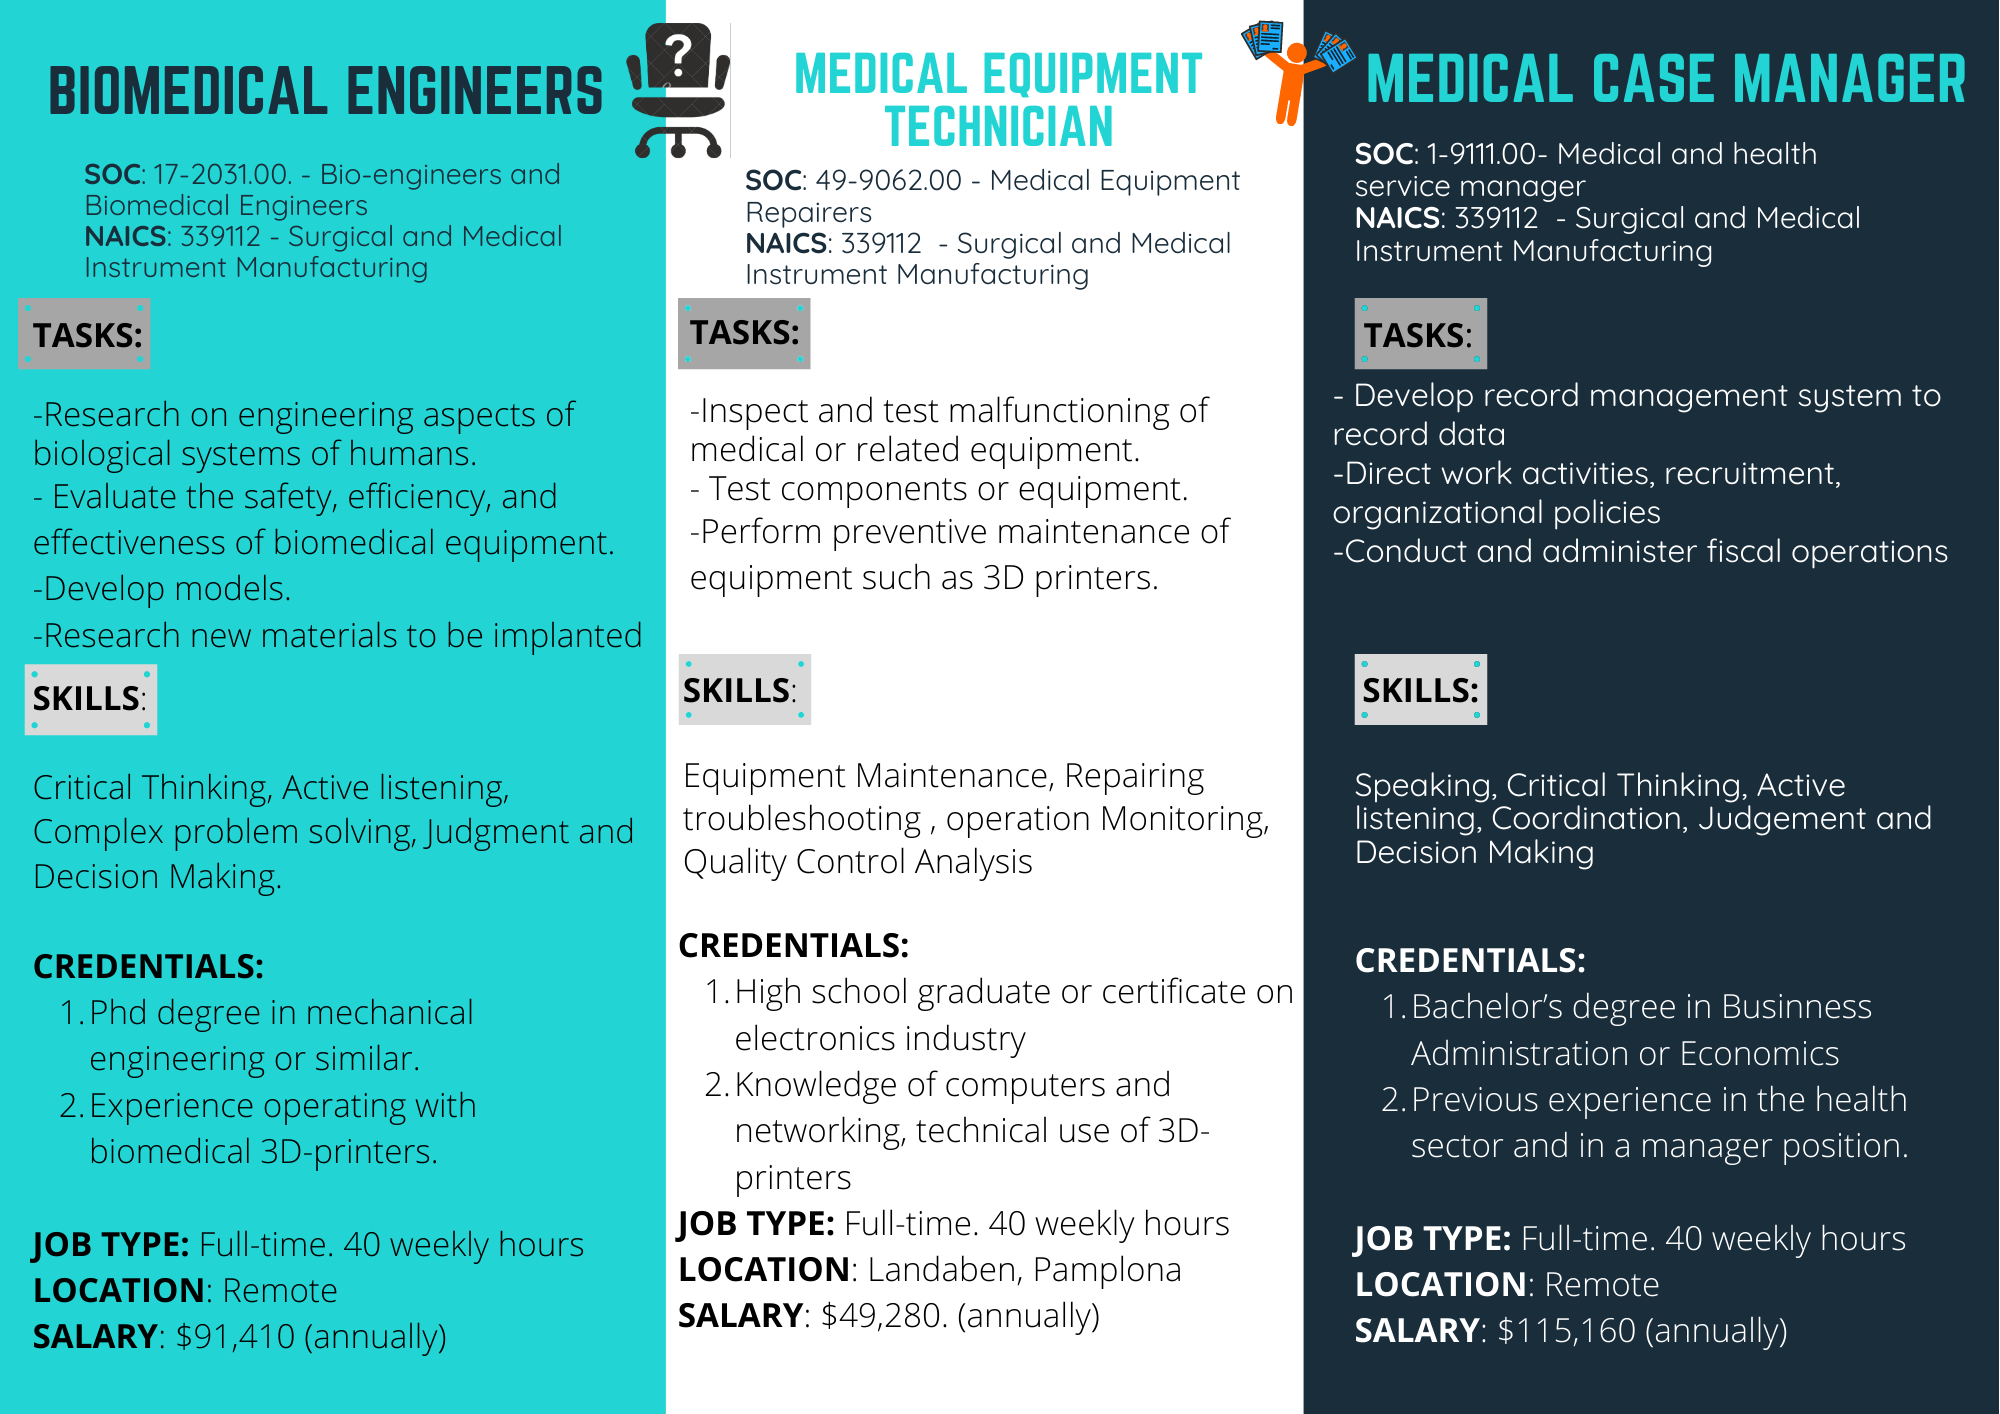 BIOMEDICAL ENGINEERS
SOC: 17-2031.00. - Bio-engineers and
Biomedical Engineers
NAICS: 339112 - Surgical and Medical
Instrument Manufacturing
TASKS:
-Research on engineering aspects of
biological systems of humans.
- Evaluate the safety, efficiency, and
effectiveness of biomedical equipment.
-Develop models.
-Research new materials to be implanted
SKILLS:
Critical Thinking, Active listening,
Complex problem solving, Judgment and
Decision Making.
CREDENTIALS:
1. Phd degree in mechanical
engineering or similar.
2. Experience operating with
biomedical 3D-printers.
JOB TYPE: Full-time. 40 weekly hours
LOCATION: Remote
SALARY: $91,410 (annually)
?
MEDICAL EQUIPMENT
TECHNICIAN
SOC: 49-9062.00 - Medical Equipment
Repairers
NAICS: 339112  - Surgical and Medical
Instrument Manufacturing
TASKS:
-Inspect and test malfunctioning of
medical or related equipment.
- Test components or equipment.
-Perform preventive maintenance of
equipment such as 3D printers.
SKILLS:
Equipment Maintenance, Repairing
troubleshooting , operation Monitoring,
Quality Control Analysis
CREDENTIALS:
1. High school graduate or certificate on
electronics industry
2. Knowledge of computers and
networking, technical use of 3D-
printers
JOB TYPE: Full-time. 40 weekly hours
LOCATION: Landaben, Pamplona
SALARY: $49,280. (annually)
MEDICAL CASE MANAGER
SOC: 1-9111.00- Medical and health
service manager
NAICS: 339112  - Surgical and Medical
Instrument Manufacturing
TASKS:
- Develop record management system to
record data
-Direct work activities, recruitment,
organizational policies
-Conduct and administer fiscal operations
SKILLS:
Speaking, Critical Thinking, Active
listening, Coordination, Judgement and
Decision Making
CREDENTIALS:
1. Bachelor’s degree in Businness
Administration or Economics
2. Previous experience in the health
sector and in a manager position.
JOB TYPE: Full-time. 40 weekly hours
LOCATION: Remote
SALARY: $115,160 (annually)